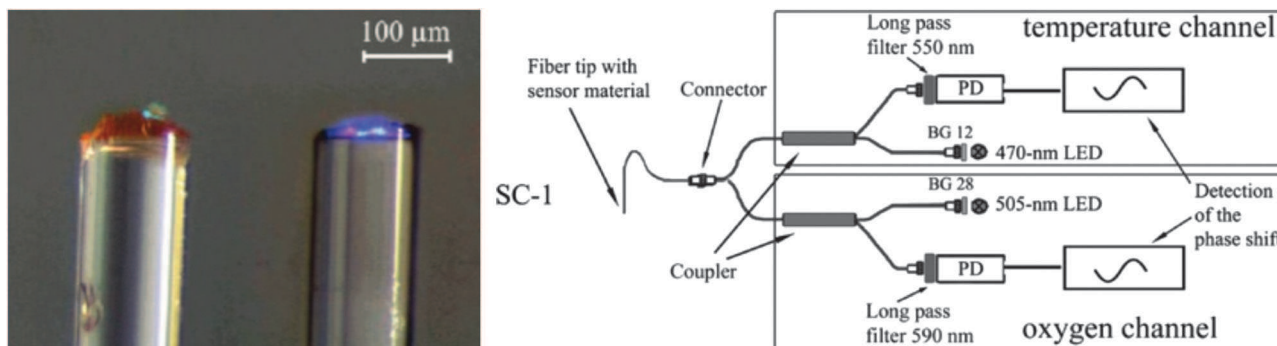 100 µm
Fiber tip with
sensor material
Connector
SC-1
Coupler
Long pass
filter 550 nm
temperature channel
PD
BG 12
470-nm LED
BG 28
505-nm LED
Detection
of the
phase shift
PD
Long pass
filter 590 nm
oxygen channel